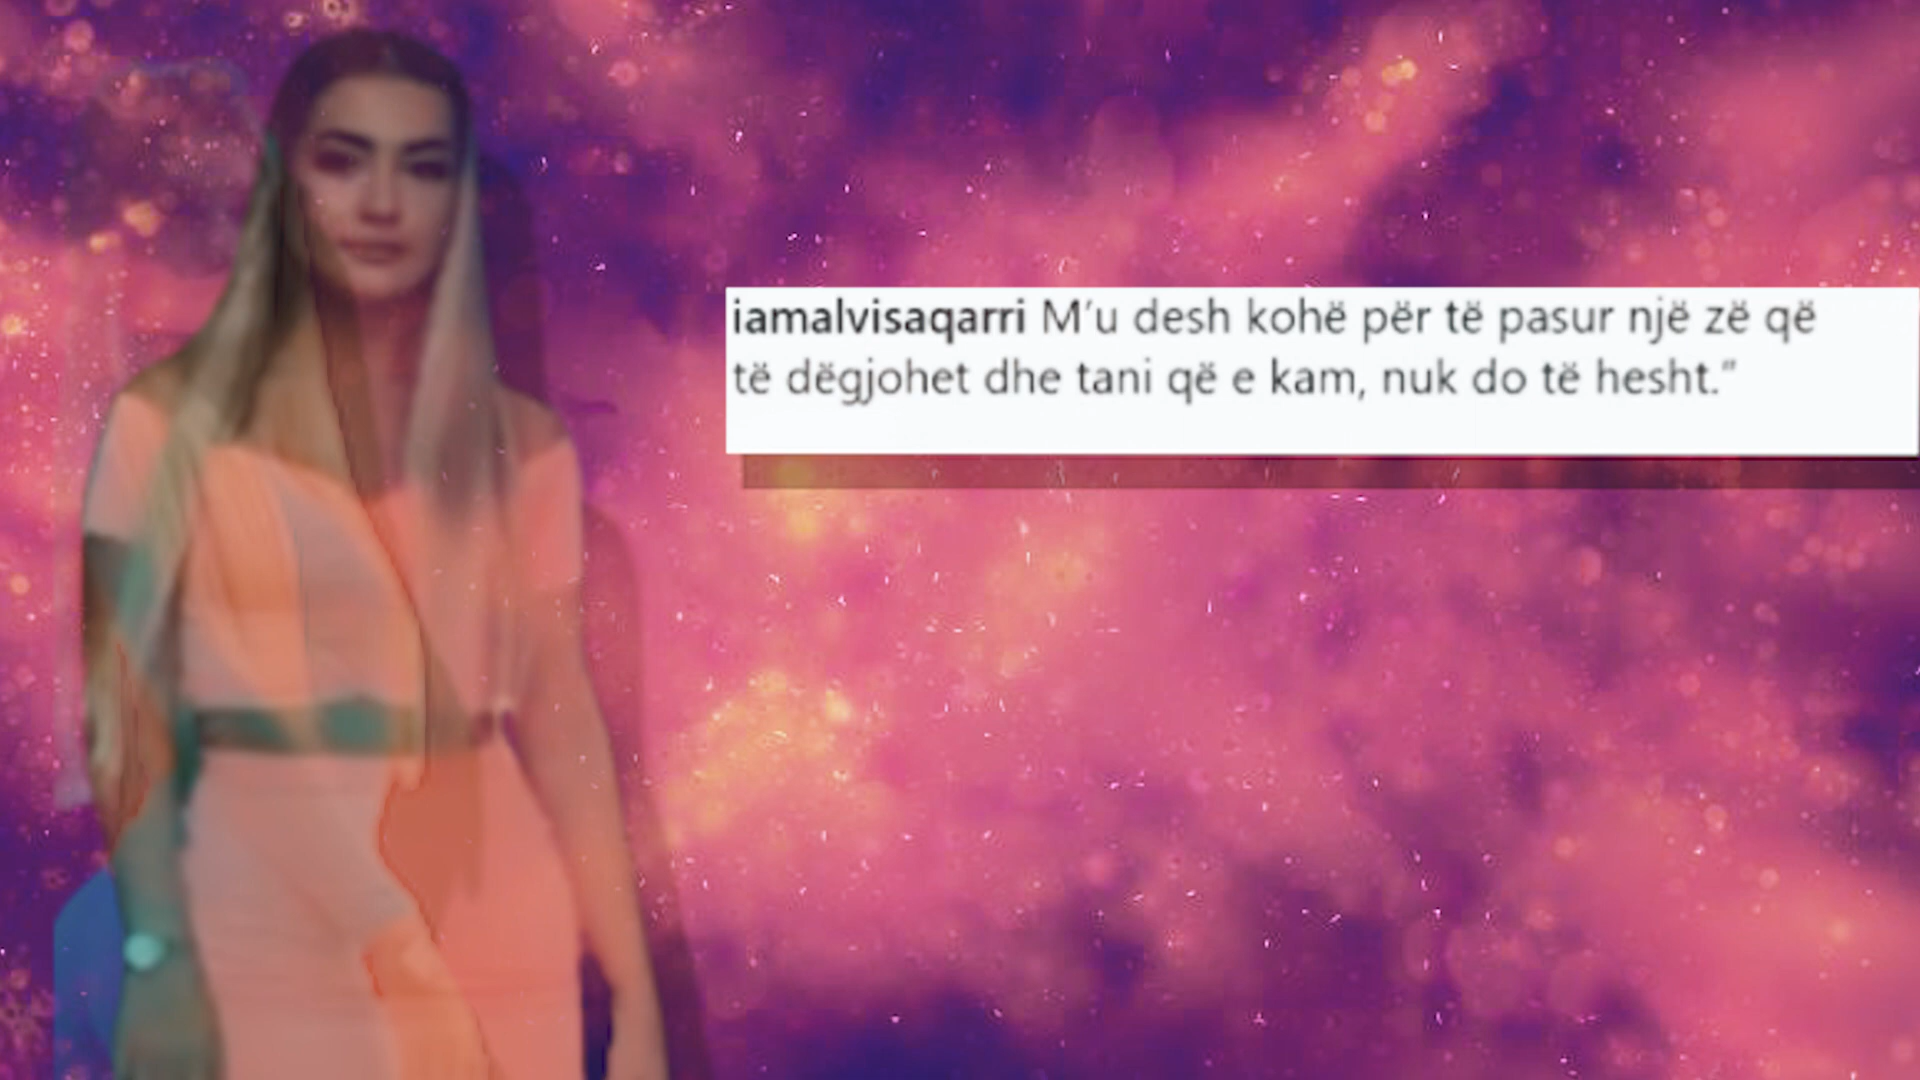 iamalvisaqarri M'u desh kohë për të pasur një zë që
të dëgjohet dhe tani që e kam, nuk do të hesht.”